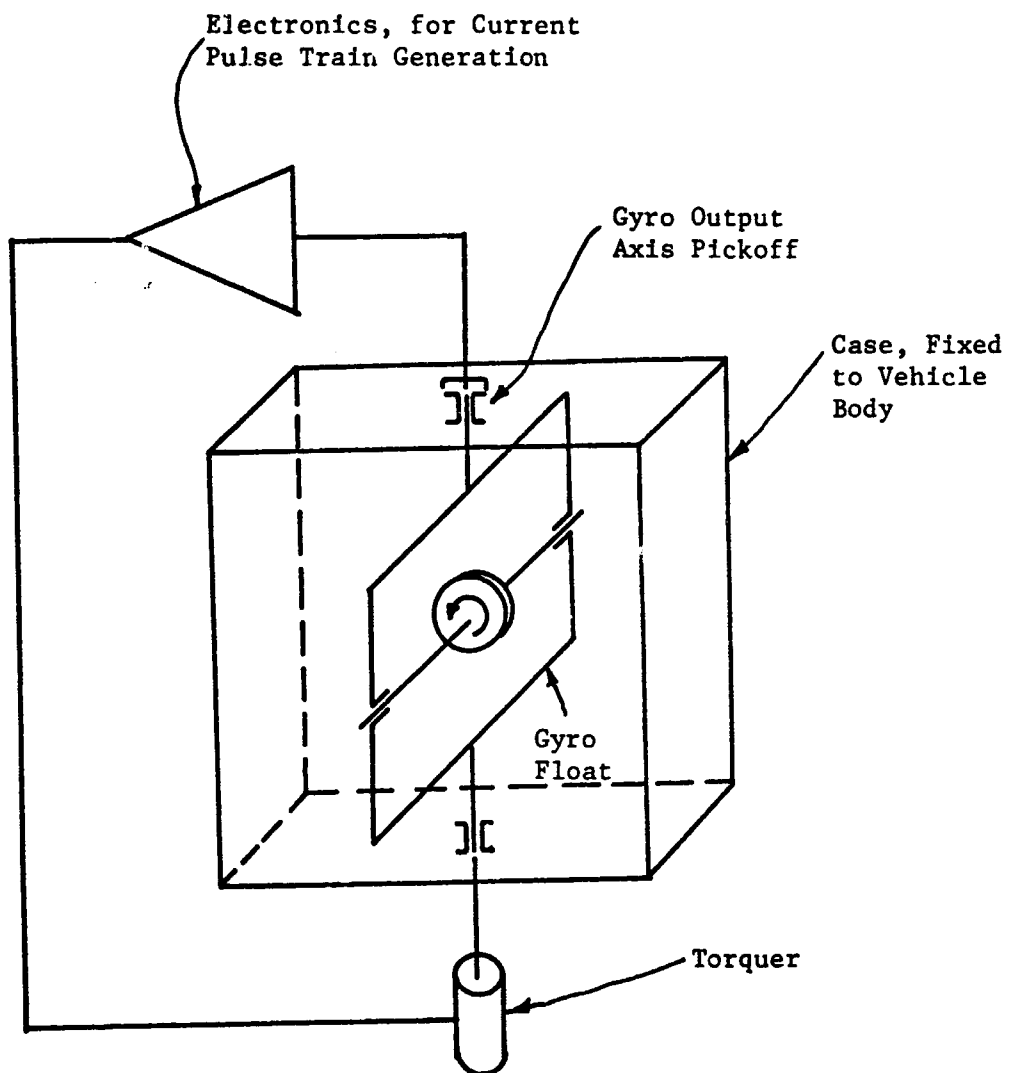 Electronics, for Current
Pulse Train Generation
Gyro Output
Axis Pickoff
Case, Fixed
to Vehicle
Body
Gyro
Float
Torquer